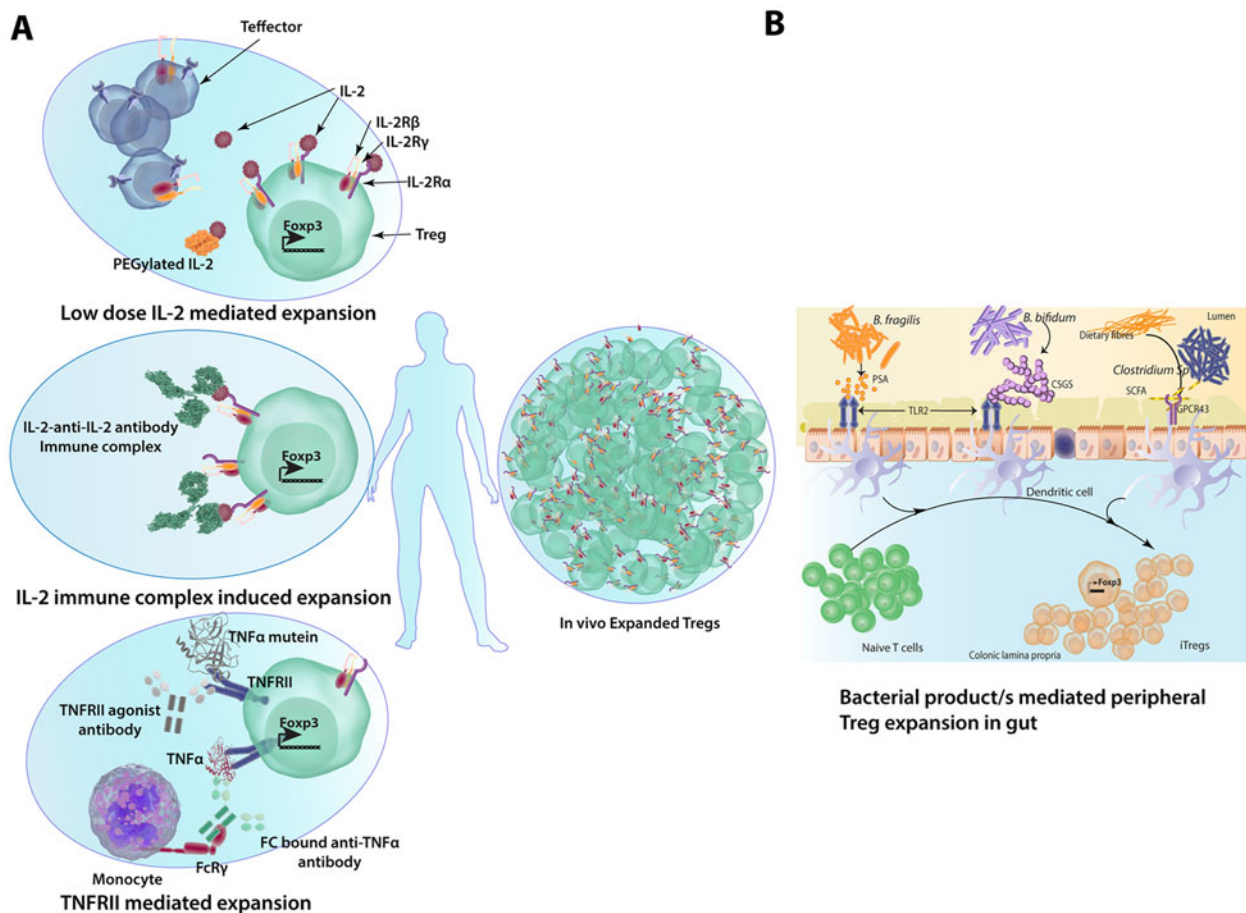 A
Teffector
IL-2
IL-2Rβ
IL-2Rγ
IL-2Rα
Foxp3
Treg
PEGylated IL-2
Low dose IL-2 mediated expansion
IL-2-anti-IL-2 antibody
Immune complex
Foxp3
IL-2 immune complex induced expansion
TNFα mutein
TNFRII
TNFRII agonist
antibody
Foxp3
TNFα
FC bound anti-TNFα
antibody
FcRγ
Monocyte
TNFRII mediated expansion
In vivo Expanded Tregs
B
B. fragilis
B. bifidum
Lumen
Dietary fibres
PSA
CSGS
Clostridium Sp
SCFA
TLR2
GPCR43
Dendritic cell
Foxp3
Naive T cells
Colonic lamina propria
iTregs
Bacterial product/s mediated peripheral
Treg expansion in gut